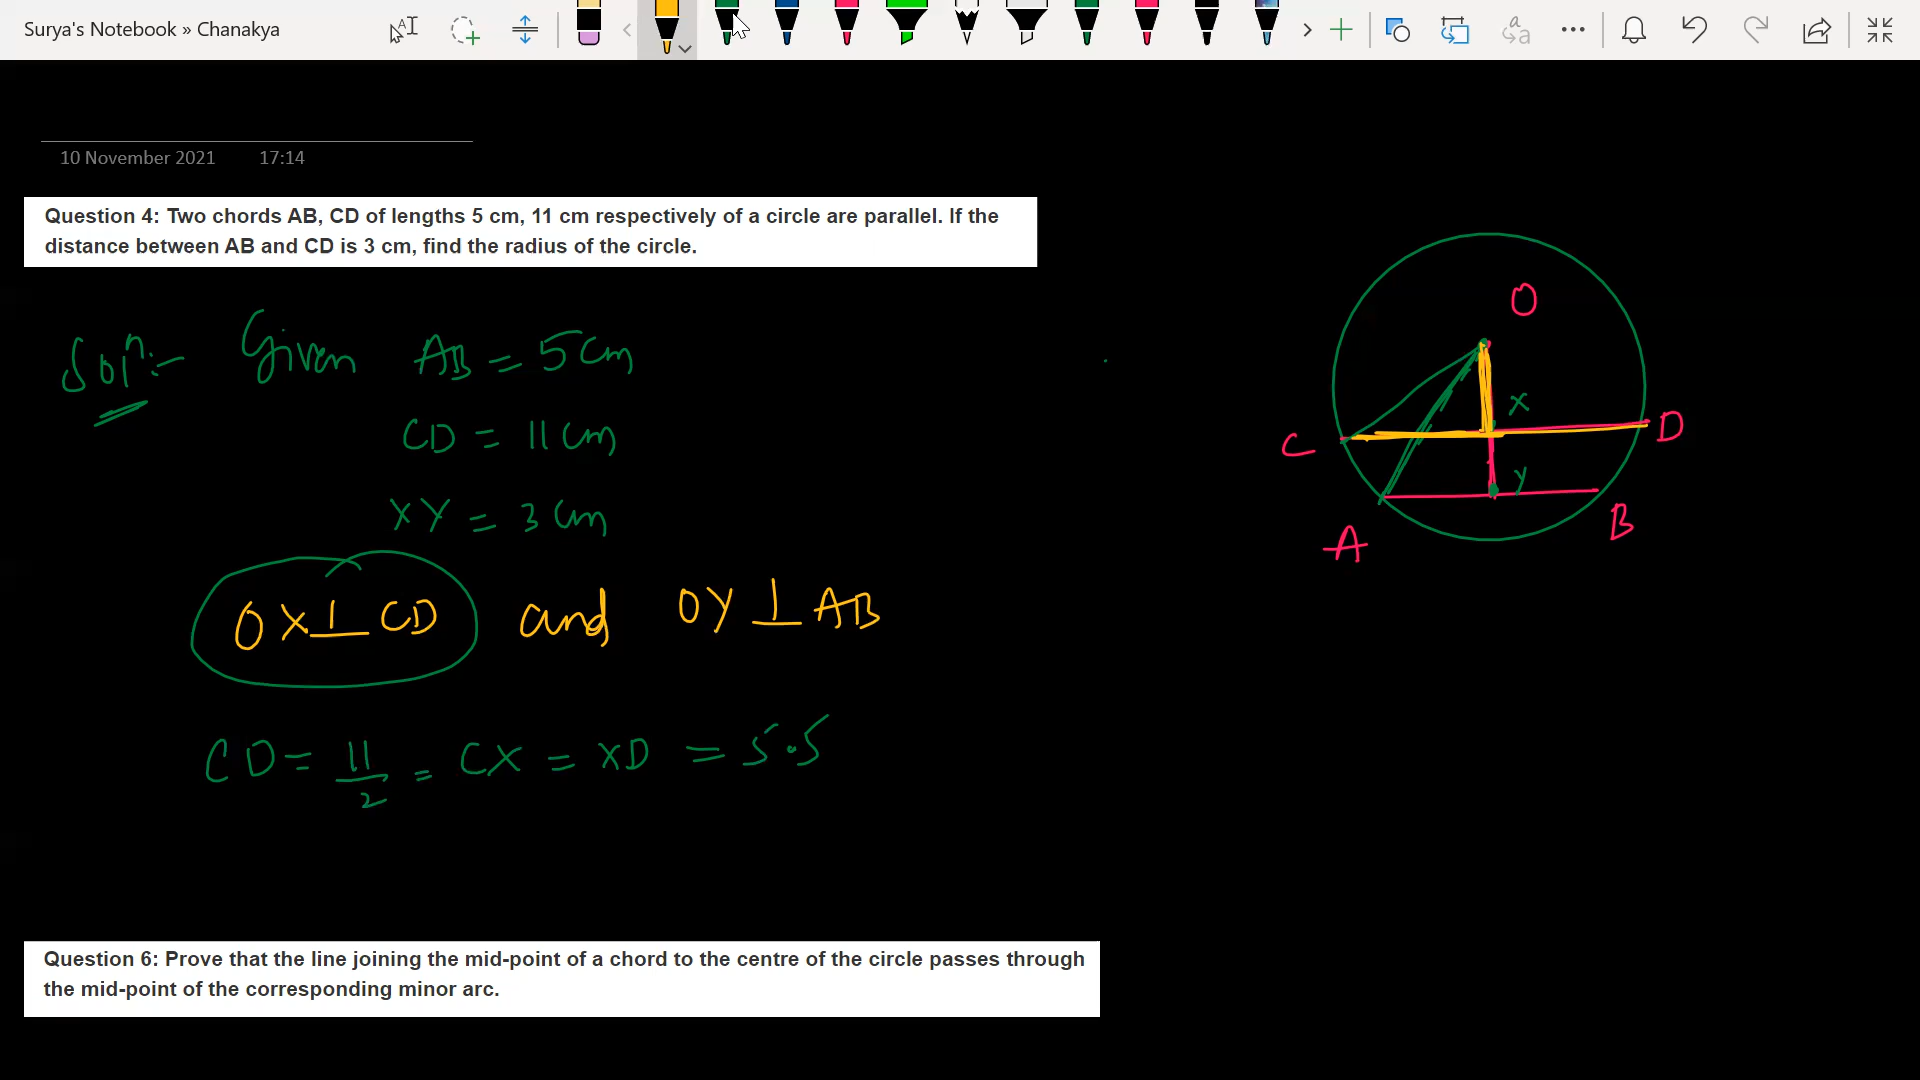 Surya's Notebook » Chanakya
10 November 2021 17:14
Question 4: Two chords AB, CD of lengths 5 cm, 11 cm respectively of a circle are parallel. If the
distance between AB and CD is 3 cm, find the radius of the circle.
Solⁿ:- Given AB = 5 cm
CD = 11 cm
XY = 3 cm
OX ⊥ CD and OY ⊥ AB
CD = 11/2 = CX = XD = 5.5
O
X
C
D
Y
A
B
Question 6: Prove that the line joining the mid-point of a chord to the centre of the circle passes through
the mid-point of the corresponding minor arc.